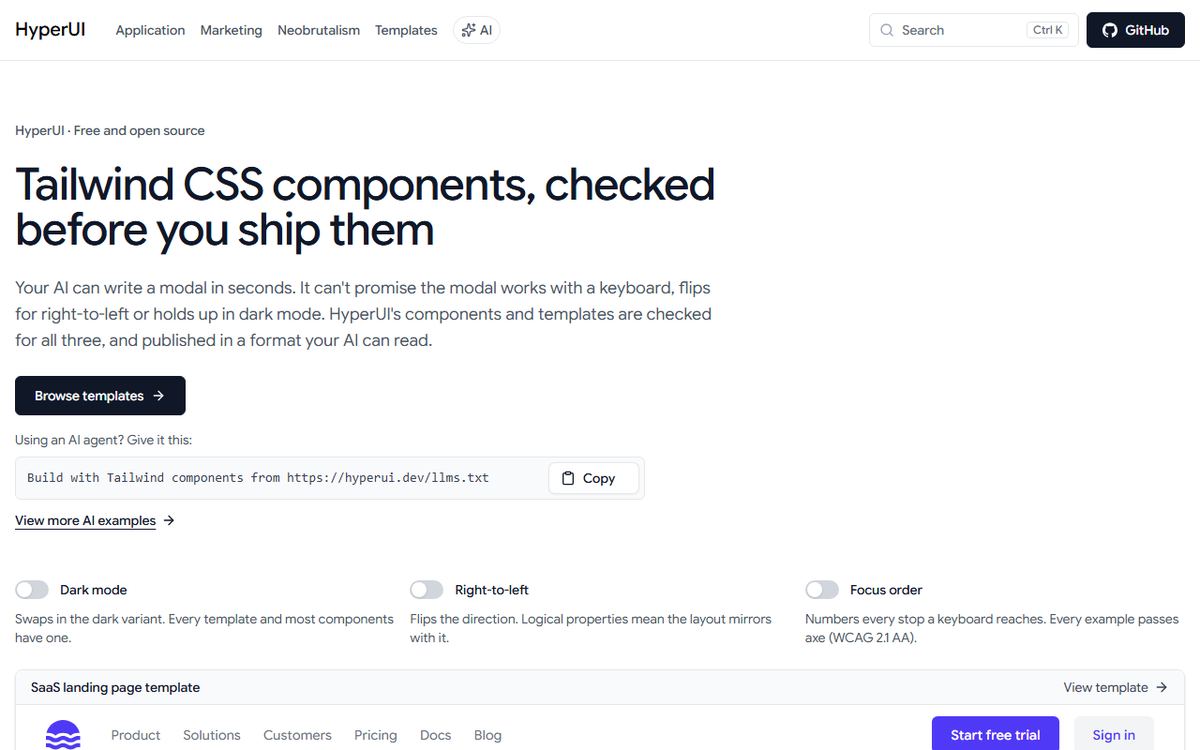 HyperUI
Application
Marketing
Neobrutalism
Templates
AI
Search
Ctrl K
GitHub
HyperUI · Free and open source
Tailwind CSS components, checked
before you ship them
Your AI can write a modal in seconds. It can't promise the modal works with a keyboard, flips
for right-to-left or holds up in dark mode. HyperUI's components and templates are checked
for all three, and published in a format your AI can read.
Browse templates →
Using an AI agent? Give it this:
Build with Tailwind components from https://hyperui.dev/llms.txt
Copy
View more AI examples →
Dark mode
Swaps in the dark variant. Every template and most components
have one.
Right-to-left
Flips the direction. Logical properties mean the layout mirrors
with it.
Focus order
Numbers every stop a keyboard reaches. Every example passes
axe (WCAG 2.1 AA).
SaaS landing page template
View template →
Product
Solutions
Customers
Pricing
Docs
Blog
Start free trial
Sign in